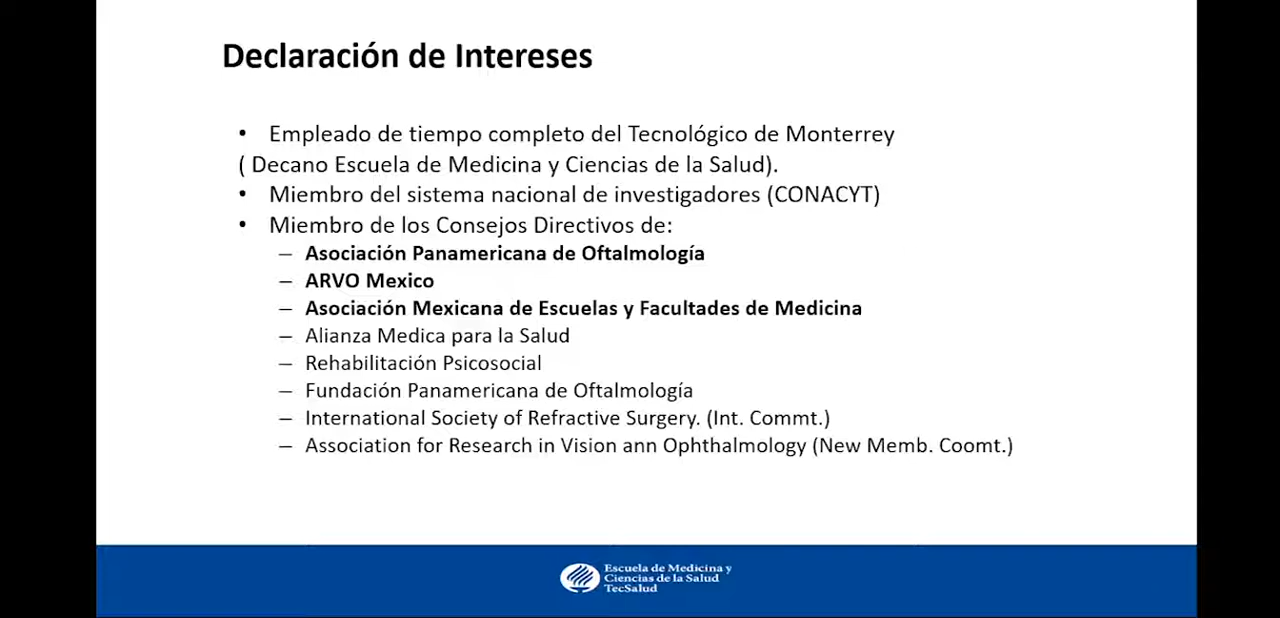 Declaración de Intereses
• Empleado de tiempo completo del Tecnológico de Monterrey
( Decano Escuela de Medicina y Ciencias de la Salud).
• Miembro del sistema nacional de investigadores (CONACYT)
• Miembro de los Consejos Directivos de:
– Asociación Panamericana de Oftalmología
– ARVO Mexico
– Asociación Mexicana de Escuelas y Facultades de Medicina
– Alianza Medica para la Salud
– Rehabilitación Psicosocial
– Fundación Panamericana de Oftalmología
– International Society of Refractive Surgery. (Int. Commt.)
– Association for Research in Vision ann Ophthalmology (New Memb. Coomt.)
Escuela de Medicina y
Ciencias de la Salud
TecSalud